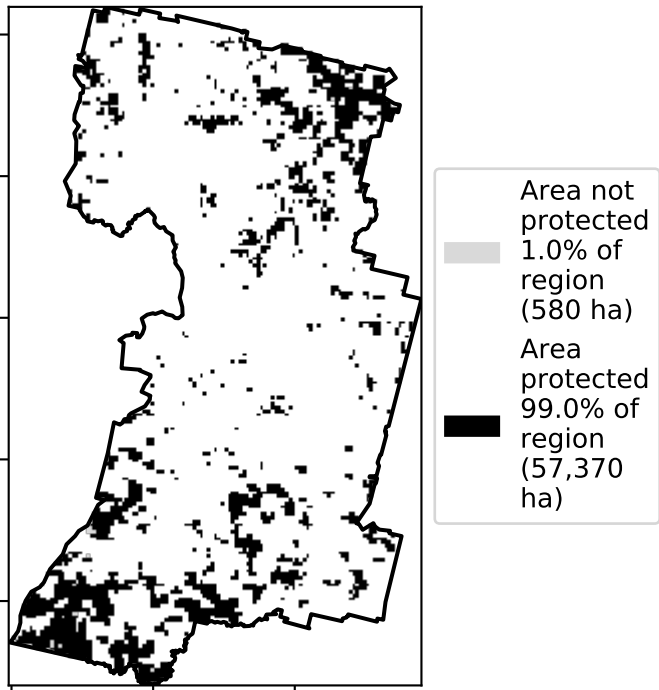 Area not
protected
1.0% of
region
(580 ha)
Area
protected
99.0% of
region
(57,370
ha)